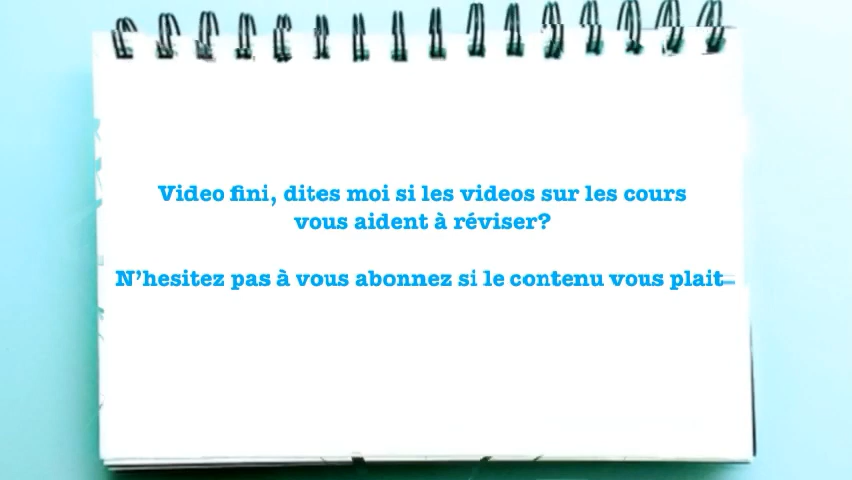 Video fini, dites moi si les videos sur les cours
vous aident à réviser?
N'hesitez pas à vous abonnez si le contenu vous plait